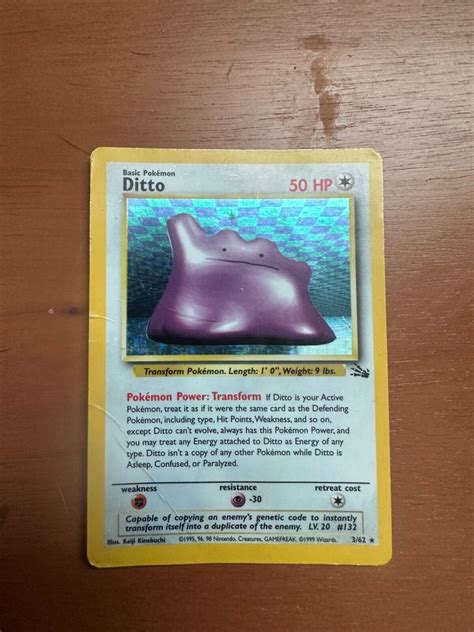 Basic Pokémon
Ditto 50 HP
Transform Pokémon. Length: 1' 0", Weight: 9 lbs.
Pokémon Power: Transform If Ditto is your Active
Pokémon, treat it as if it were the same card as the Defending
Pokémon, including type, Hit Points, Weakness, and so on,
except Ditto can't evolve, always has this Pokémon Power, and
you may treat any Energy attached to Ditto as Energy of any
type. Ditto isn't a copy of any other Pokémon while Ditto is
Asleep, Confused, or Paralyzed.
weakness resistance retreat cost
-30
Capable of copying an enemy's genetic code to instantly
transform itself into a duplicate of the enemy. LV. 20 #132
Illus. Keiji Kinebuchi ©1995, 96, 98 Nintendo, Creatures, GAMEFREAK. ©1999 Wizards. 3/62 ★